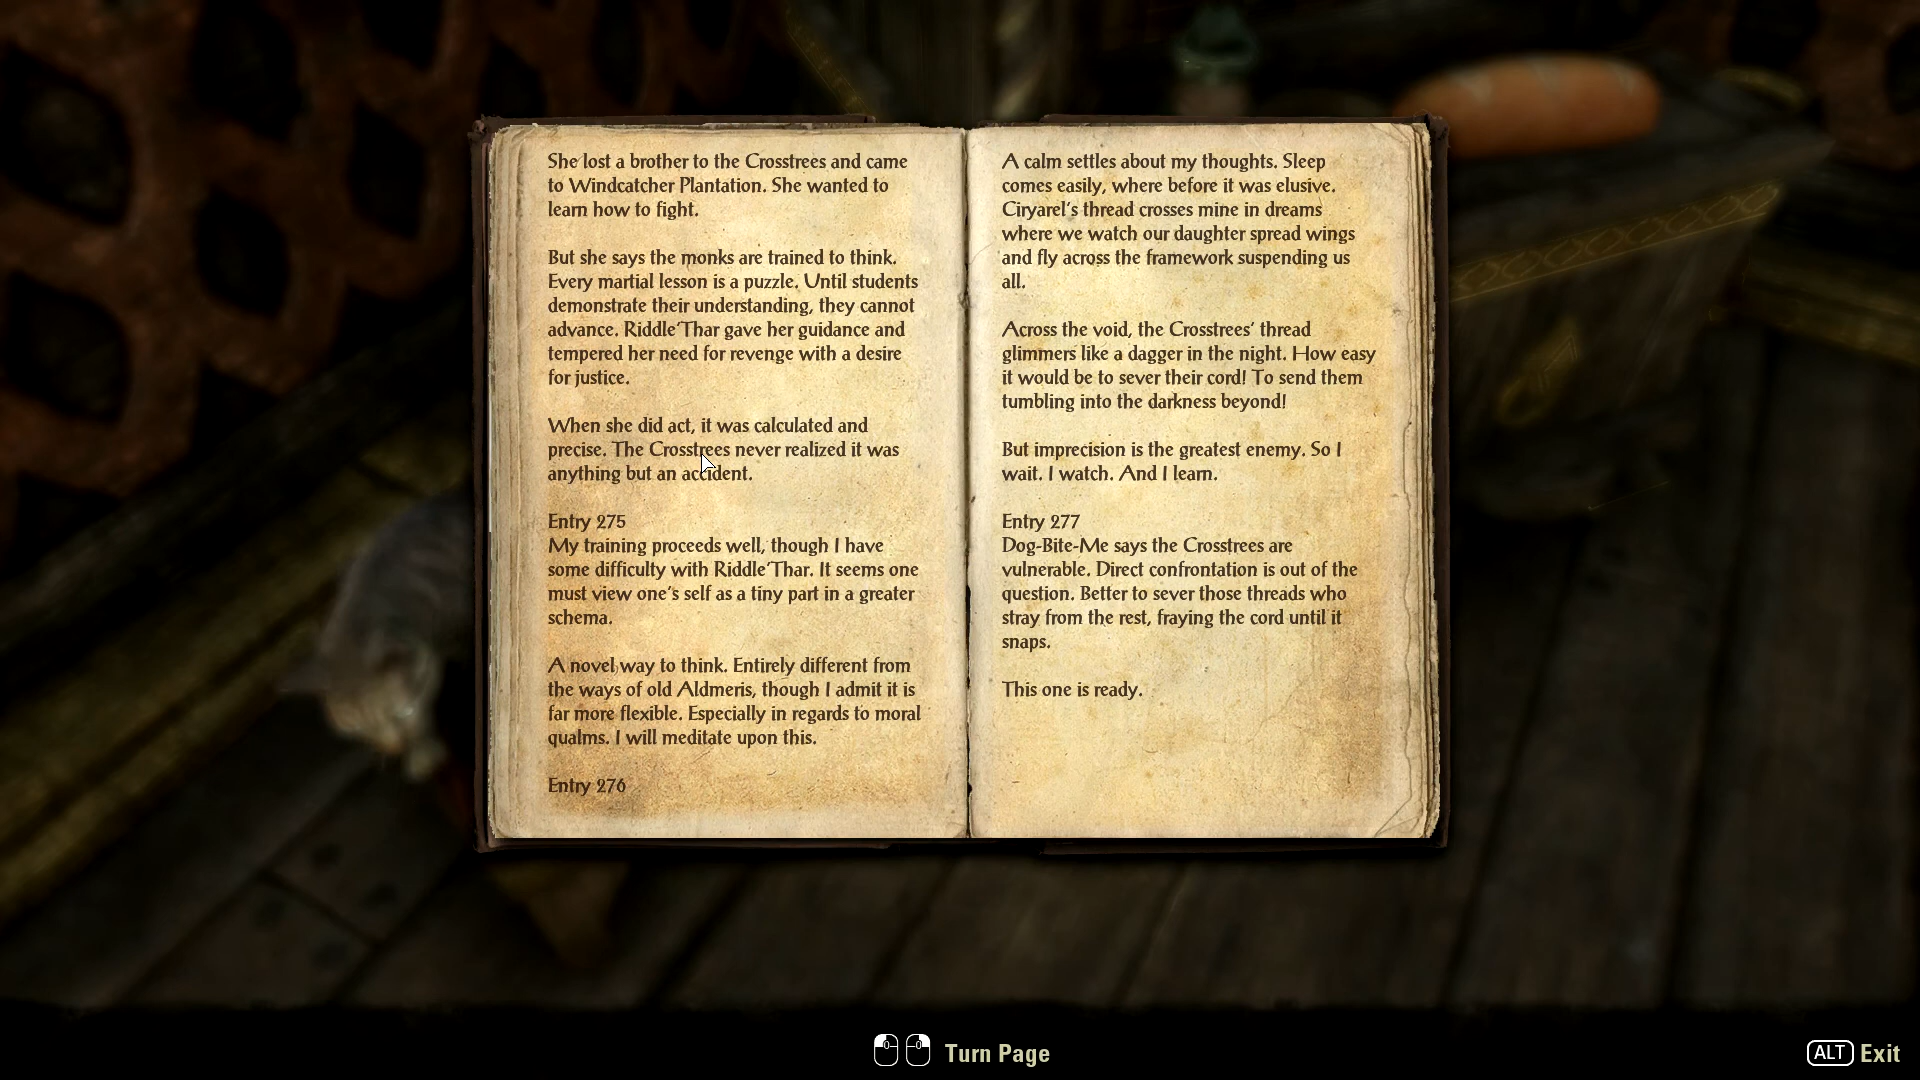 She lost a brother to the Crosstrees and came
to Windcatcher Plantation. She wanted to
learn how to fight.
But she says the monks are trained to think.
Every martial lesson is a puzzle. Until students
demonstrate their understanding, they cannot
advance. Riddle'Thar gave her guidance and
tempered her need for revenge with a desire
for justice.
When she did act, it was calculated and
precise. The Crosstrees never realized it was
anything but an accident.
Entry 275
My training proceeds well, though I have
some difficulty with Riddle'Thar. It seems one
must view one's self as a tiny part in a greater
schema.
A novel way to think. Entirely different from
the ways of old Aldmeris, though I admit it is
far more flexible. Especially in regards to moral
qualms. I will meditate upon this.
Entry 276
A calm settles about my thoughts. Sleep
comes easily, where before it was elusive.
Ciryarel's thread crosses mine in dreams
where we watch our daughter spread wings
and fly across the framework suspending us
all.
Across the void, the Crosstrees' thread
glimmers like a dagger in the night. How easy
it would be to sever their cord! To send them
tumbling into the darkness beyond!
But imprecision is the greatest enemy. So I
wait. I watch. And I learn.
Entry 277
Dog-Bite-Me says the Crosstrees are
vulnerable. Direct confrontation is out of the
question. Better to sever those threads who
stray from the rest, fraying the cord until it
snaps.
This one is ready.
Turn Page
ALT Exit